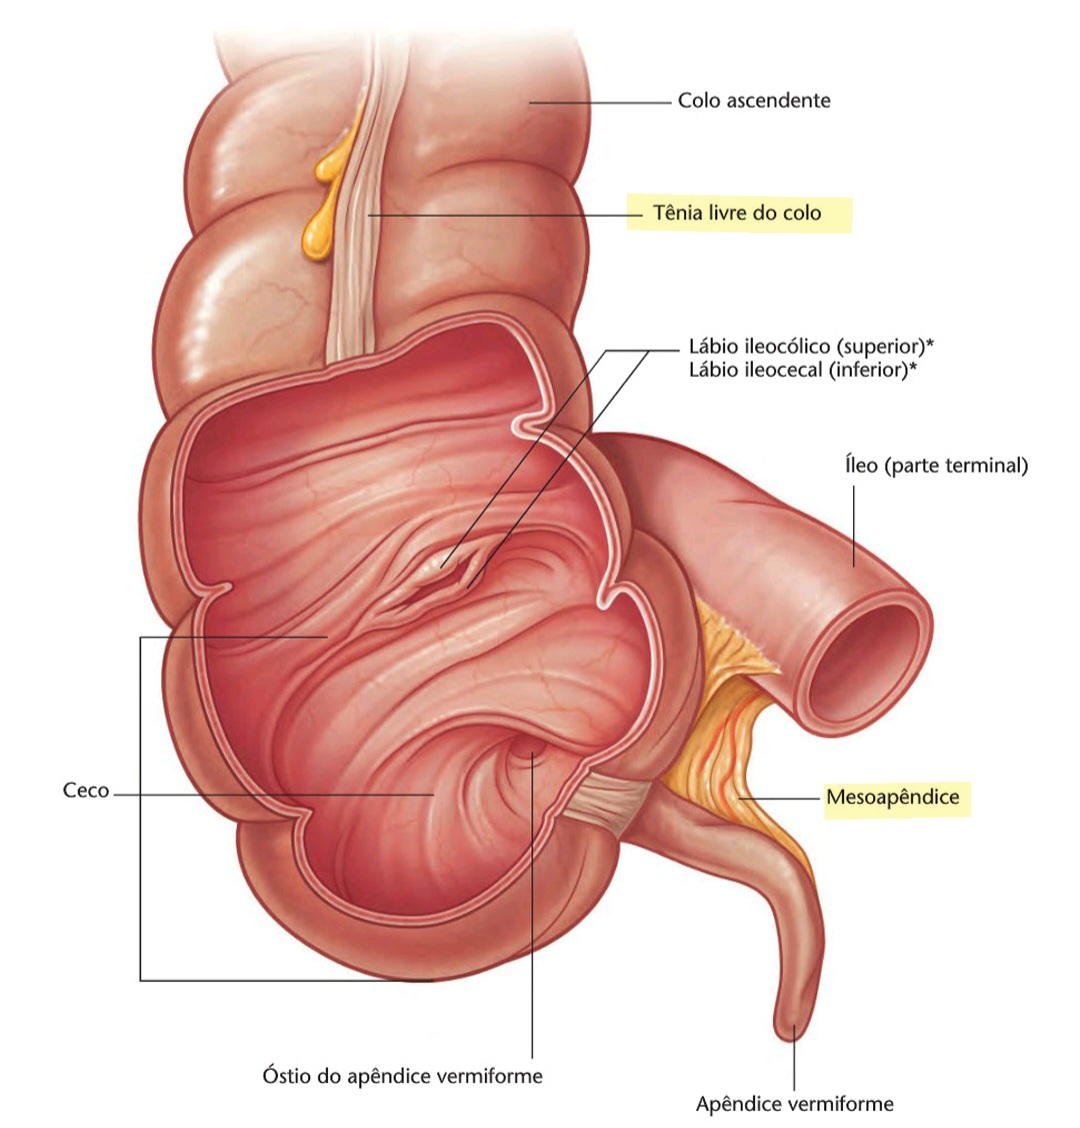 Colo ascendente
Tênia livre do colo
Lábio ileocólico (superior)*
Lábio ileocecal (inferior)*
Íleo (parte terminal)
Ceco
Mesoapêndice
Óstio do apêndice vermiforme
Apêndice vermiforme